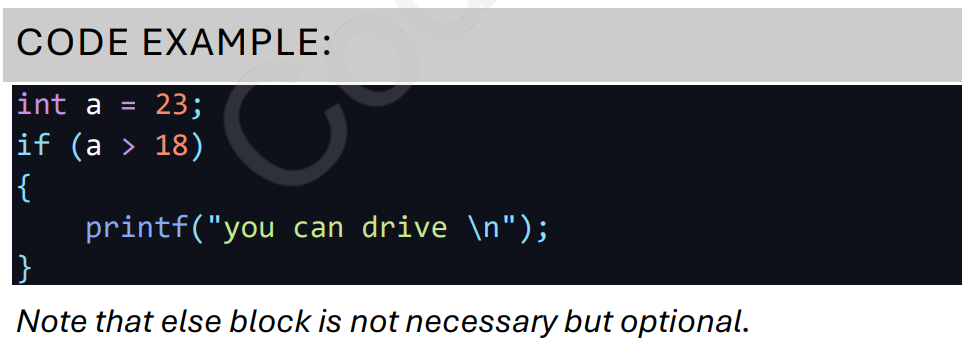 CODE EXAMPLE:
int a = 23;
if (a > 18)
{
    printf("you can drive \n");
}
Note that else block is not necessary but optional.